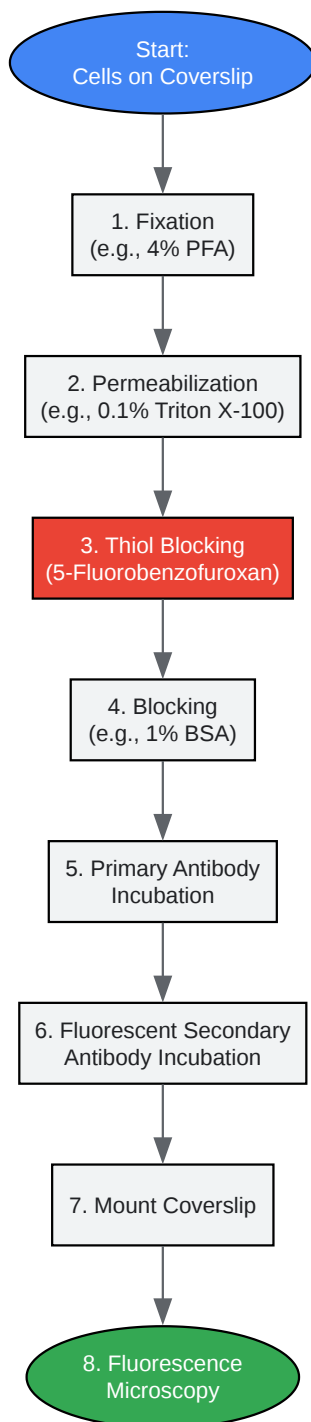 Start:
Cells on Coverslip
1. Fixation
(e.g., 4% PFA)
2. Permeabilization
(e.g., 0.1% Triton X-100)
3. Thiol Blocking
(5-Fluorobenzofuroxan)
4. Blocking
(e.g., 1% BSA)
5. Primary Antibody
Incubation
6. Fluorescent Secondary
Antibody Incubation
7. Mount Coverslip
8. Fluorescence
Microscopy